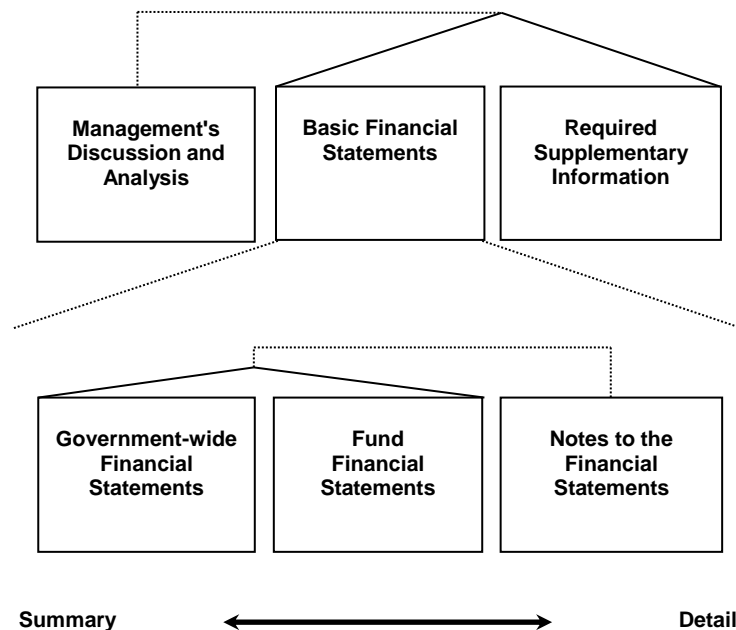 Management's
Discussion and
Analysis
Basic Financial
Statements
Required
Supplementary
Information
Government-wide
Financial
Statements
Fund
Financial
Statements
Notes to the
Financial
Statements
Summary
Detail